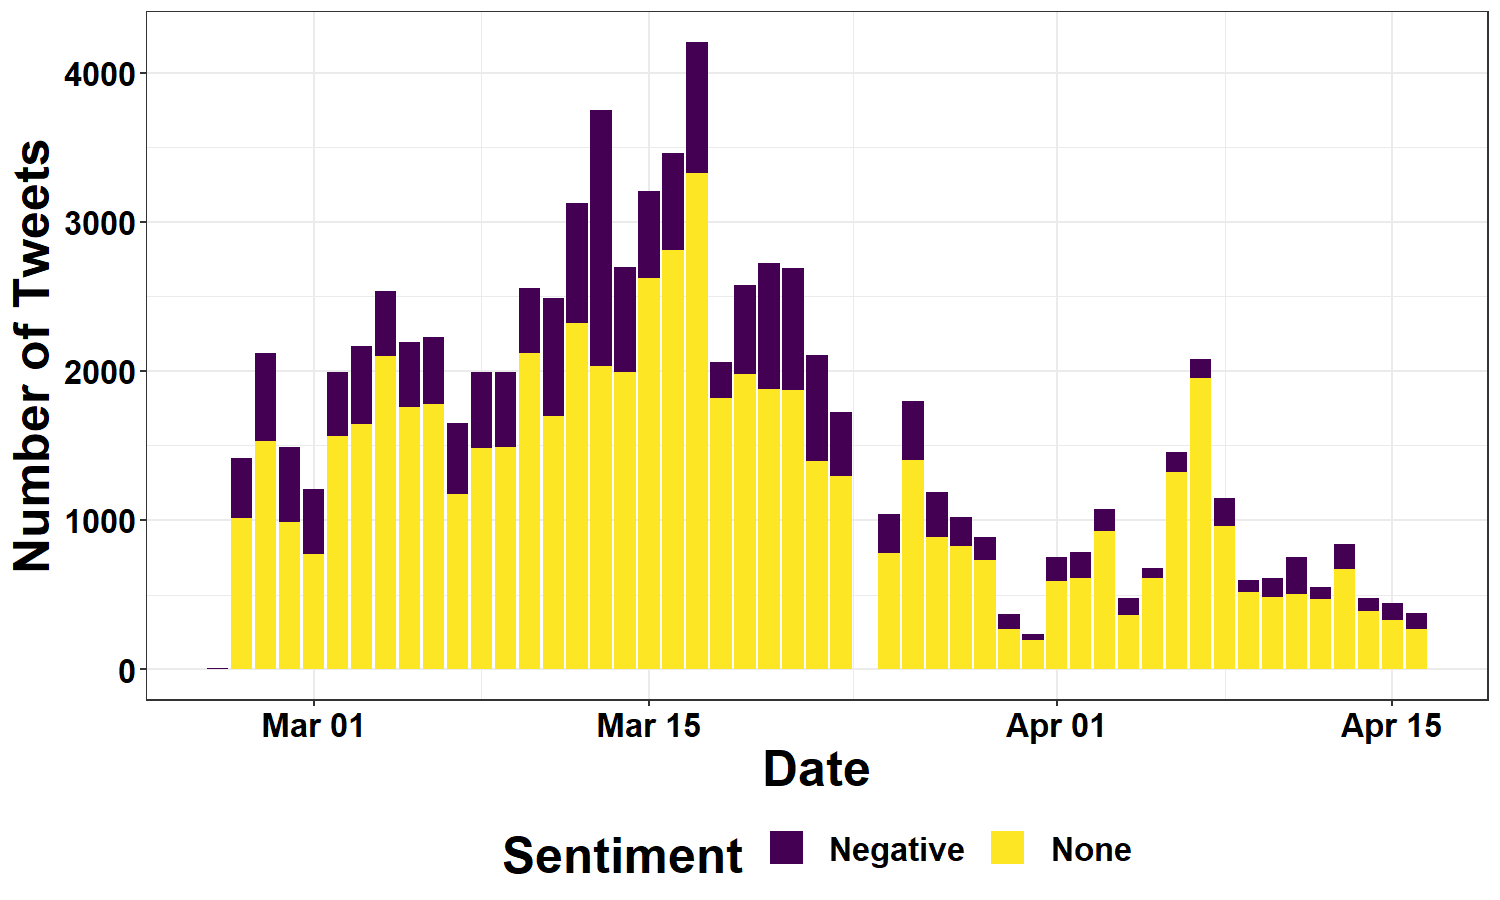 Number of Tweets
4000
3000
2000
1000
0
Mar 01 Mar 15 Apr 01 Apr 15
Date
Sentiment Negative None